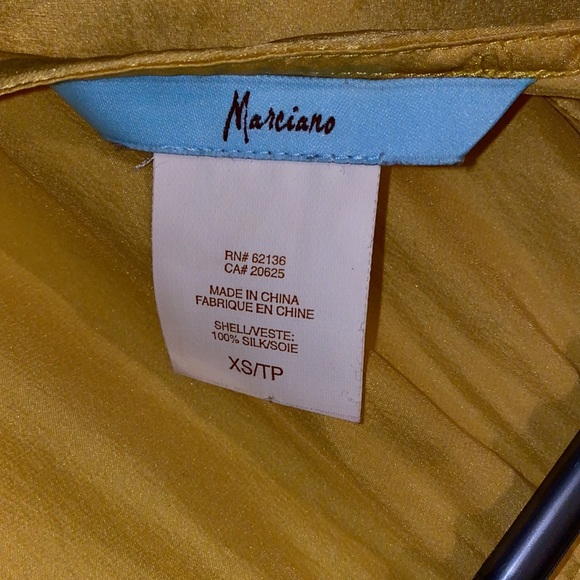 Marciano
RN# 62136
CA# 20625
MADE IN CHINA
FABRIQUE EN CHINE
SHELL/VESTE:
100% SILK/SOIE
XS/TP